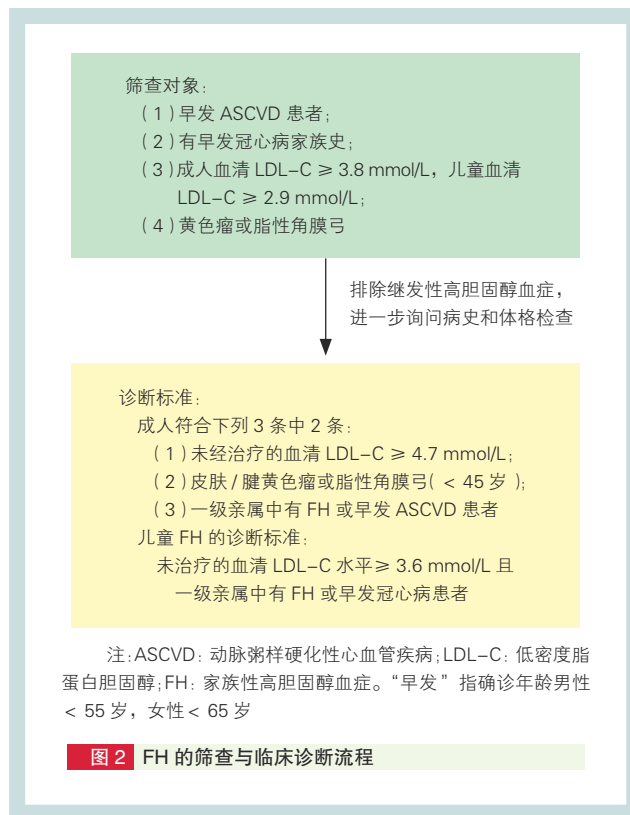 筛查对象：
（1）早发 ASCVD 患者；
（2）有早发冠心病家族史；
（3）成人血清 LDL-C ≥ 3.8 mmol/L，儿童血清
LDL-C ≥ 2.9 mmol/L；
（4）黄色瘤或脂性角膜弓
排除继发性高胆固醇血症，
进一步询问病史和体格检查
诊断标准：
成人符合下列 3 条中 2 条：
（1）未经治疗的血清 LDL-C ≥ 4.7 mmol/L；
（2）皮肤 / 腱黄色瘤或脂性角膜弓（ < 45 岁 ）；
（3）一级亲属中有 FH 或早发 ASCVD 患者
儿童 FH 的诊断标准：
未治疗的血清 LDL-C 水平≥ 3.6 mmol/L 且
一级亲属中有 FH 或早发冠心病患者
注：ASCVD：动脉粥样硬化性心血管疾病；LDL-C：低密度脂
蛋白胆固醇；FH：家族性高胆固醇血症。“早发”指确诊年龄男性
< 55 岁，女性< 65 岁
图 2 FH 的筛查与临床诊断流程